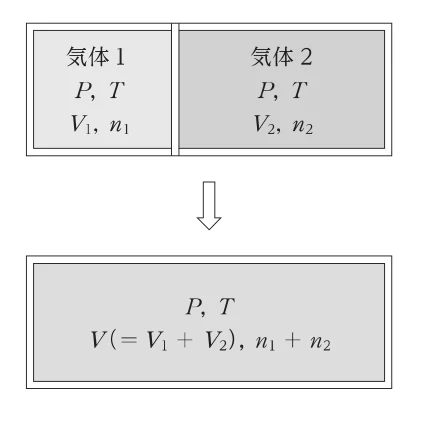 気体1
P, T
V₁, n₁
気体2
P, T
V₂, n₂
P, T
V(= V₁ + V₂), n₁ + n₂